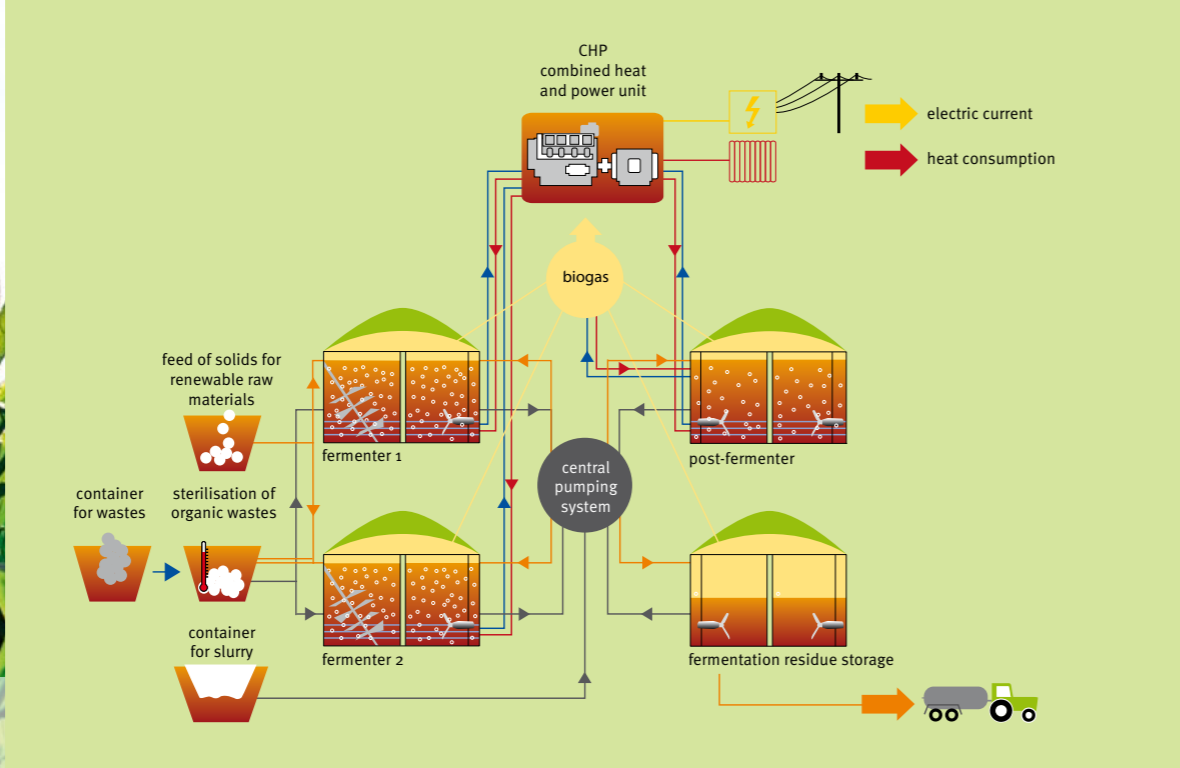 CHP
combined heat
and power unit
electric current
heat consumption
biogas
feed of solids for
renewable raw
materials
fermenter 1
post-fermenter
central
pumping
system
container
for wastes
sterilisation of
organic wastes
container
for slurry
fermenter 2
fermentation residue storage